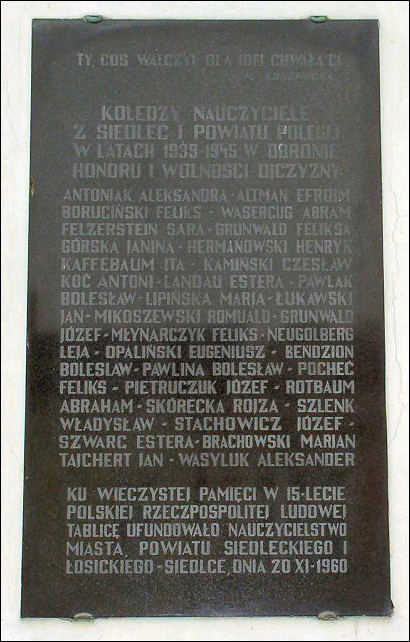 TY, COŚ WALCZYŁ DLA IDEI CHWAŁA CI
M. KONOPNICKA
KOLEDZY NAUCZYCIELE
Z SIEDLEC I POWIATU POLEGLI
W LATACH 1939-1945 W OBRONIE
HONORU I WOLNOŚCI OJCZYZNY
ANTONIAK ALEKSANDRA-ALTMAN EFROIM
BORUCIŃSKI FELIKS - WASERCUG ABRAM
FELZERSTEIN SARA-GRUNWALD FELIKSA
GÓRSKA JANINA-HERMANOWSKI HENRYK
KAFFEBAUM ITA - KAMIŃSKI CZESŁAW
KOĆ ANTONI-LANDAU ESTERA-PAWLAK
BOLESŁAW-LIPIŃSKA MARJA-ŁUKAWSKI
JAN-MIKOSZEWSKI ROMUALD-GRUNWALD
JÓZEF-MŁYNARCZYK FELIKS-NEUGOLBERG
LEJA - OPALIŃSKI EUGENIUSZ - BENDZION
BOLESŁAW-PAWLINA BOLESŁAW-POCHEĆ
FELIKS - PIETRUCZUK JÓZEF - ROTBAUM
ABRAHAM-SKÓRECKA ROJZA-SZLENK
WŁADYSŁAW - STACHOWICZ JÓZEF-
SZWARC ESTERA-BRACHOWSKI MARIAN
TAJCHERT JAN - WASYLUK ALEKSANDER
KU WIECZYSTEJ PAMIĘCI W 15-LECIE
POLSKIEJ RZECZPOSPOLITEJ LUDOWEJ
TABLICĘ UFUNDOWAŁO NAUCZYCIELSTWO
MIASTA, POWIATU SIEDLECKIEGO I
ŁOSICKIEGO-SIEDLCE, DNIA 20 XI-1960